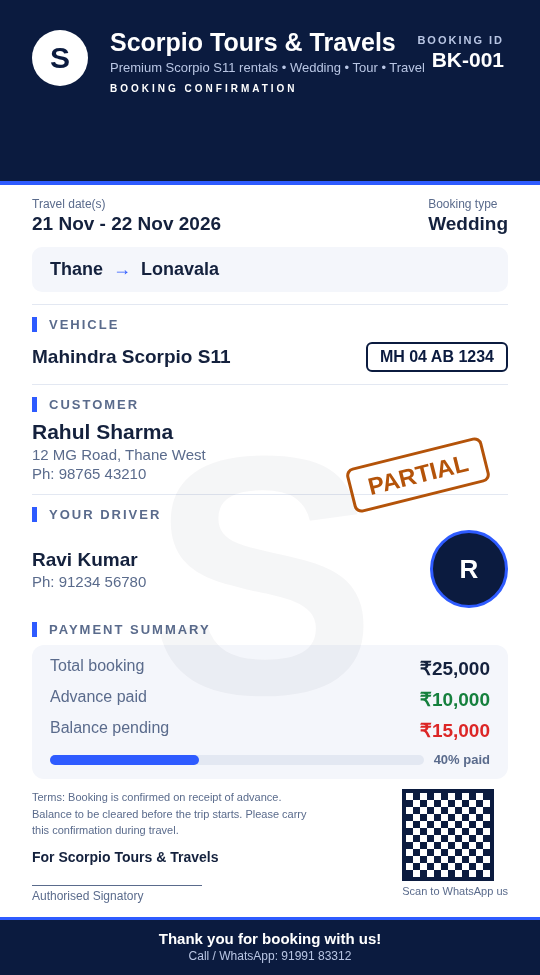 S
Scorpio Tours & Travels
Premium Scorpio S11 rentals • Wedding • Tour • Travel
BOOKING CONFIRMATION
BOOKING ID
BK-001
Travel date(s)
21 Nov - 22 Nov 2026
Booking type
Wedding
Thane → Lonavala
VEHICLE
Mahindra Scorpio S11
MH 04 AB 1234
CUSTOMER
Rahul Sharma
12 MG Road, Thane West
Ph: 98765 43210
PARTIAL
YOUR DRIVER
Ravi Kumar
Ph: 91234 56780
R
S
PAYMENT SUMMARY
Total booking ₹25,000
Advance paid ₹10,000
Balance pending ₹15,000
40% paid
Terms: Booking is confirmed on receipt of advance.
Balance to be cleared before the trip starts. Please carry
this confirmation during travel.
For Scorpio Tours & Travels
Authorised Signatory
Scan to WhatsApp us
Thank you for booking with us!
Call / WhatsApp: 91991 83312